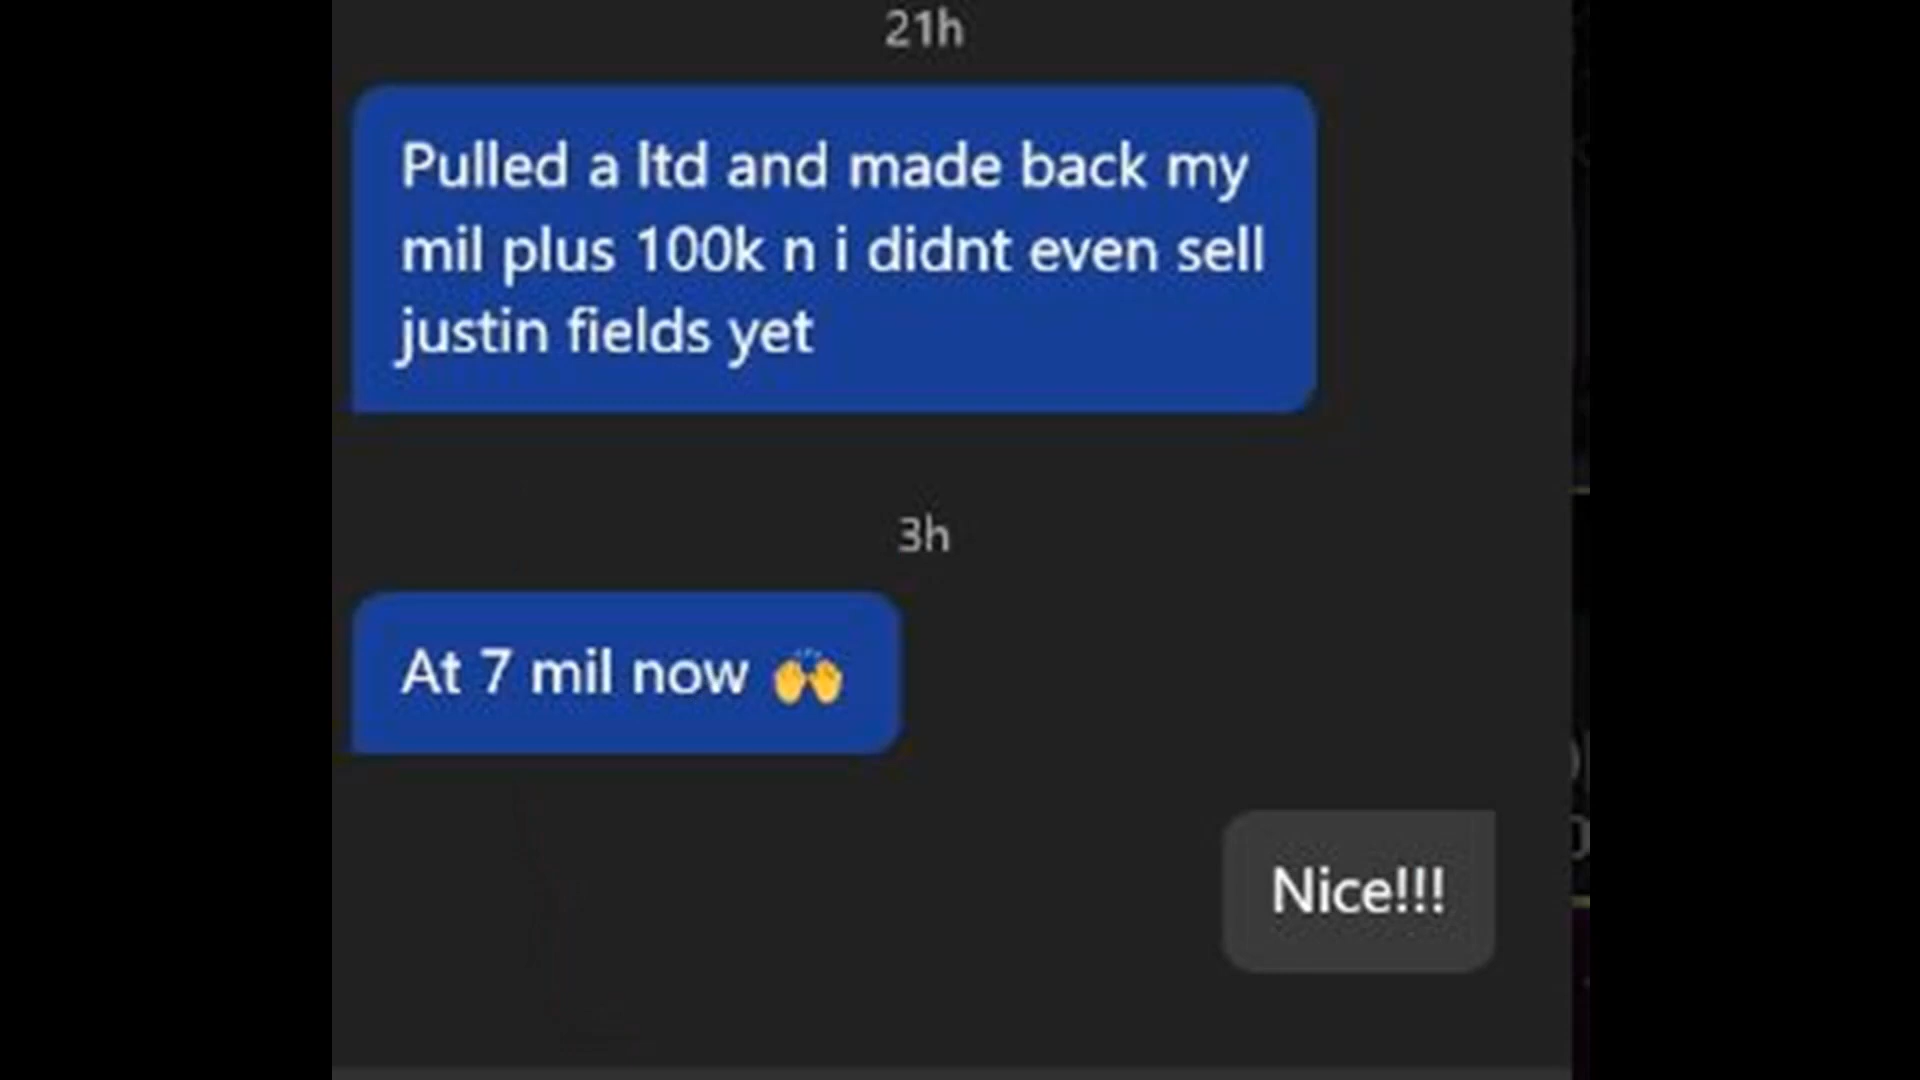 21h
Pulled a ltd and made back my
mil plus 100k n i didnt even sell
justin fields yet
3h
At 7 mil now 🙌
Nice!!!